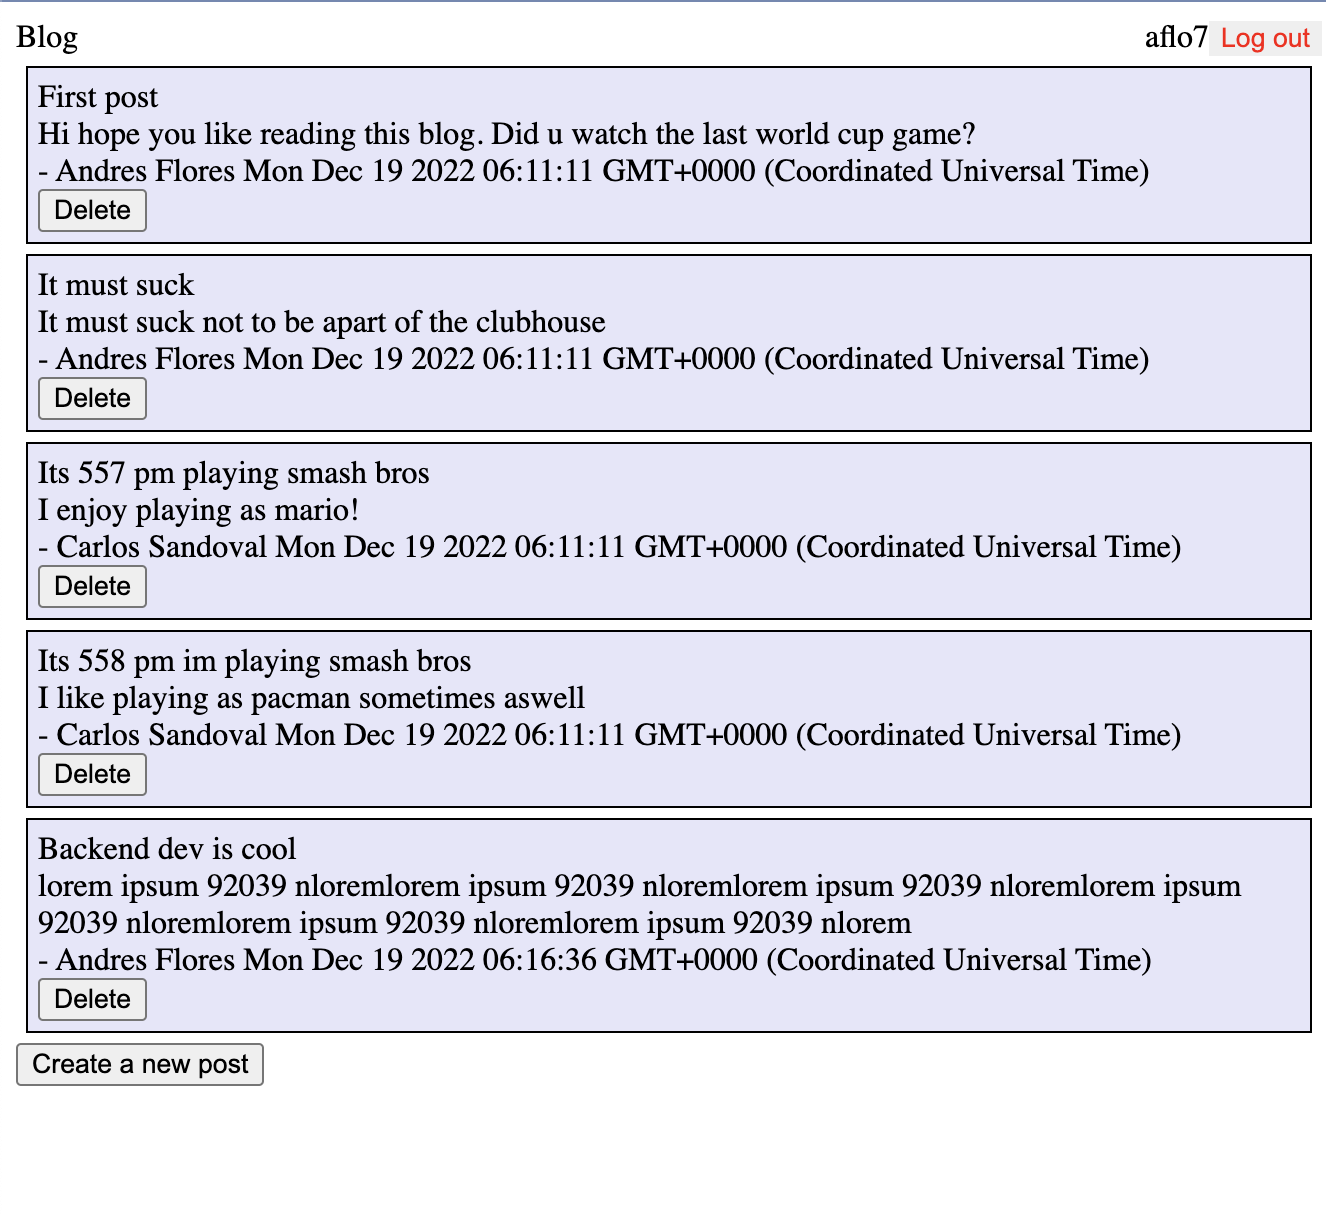 Blog
aflo7 Log out
First post
Hi hope you like reading this blog. Did u watch the last world cup game?
- Andres Flores Mon Dec 19 2022 06:11:11 GMT+0000 (Coordinated Universal Time)
Delete
It must suck
It must suck not to be apart of the clubhouse
- Andres Flores Mon Dec 19 2022 06:11:11 GMT+0000 (Coordinated Universal Time)
Delete
Its 557 pm playing smash bros
I enjoy playing as mario!
- Carlos Sandoval Mon Dec 19 2022 06:11:11 GMT+0000 (Coordinated Universal Time)
Delete
Its 558 pm im playing smash bros
I like playing as pacman sometimes aswell
- Carlos Sandoval Mon Dec 19 2022 06:11:11 GMT+0000 (Coordinated Universal Time)
Delete
Backend dev is cool
lorem ipsum 92039 nloremlorem ipsum 92039 nloremlorem ipsum 92039 nloremlorem ipsum
92039 nloremlorem ipsum 92039 nloremlorem ipsum 92039 nlorem
- Andres Flores Mon Dec 19 2022 06:16:36 GMT+0000 (Coordinated Universal Time)
Delete
Create a new post